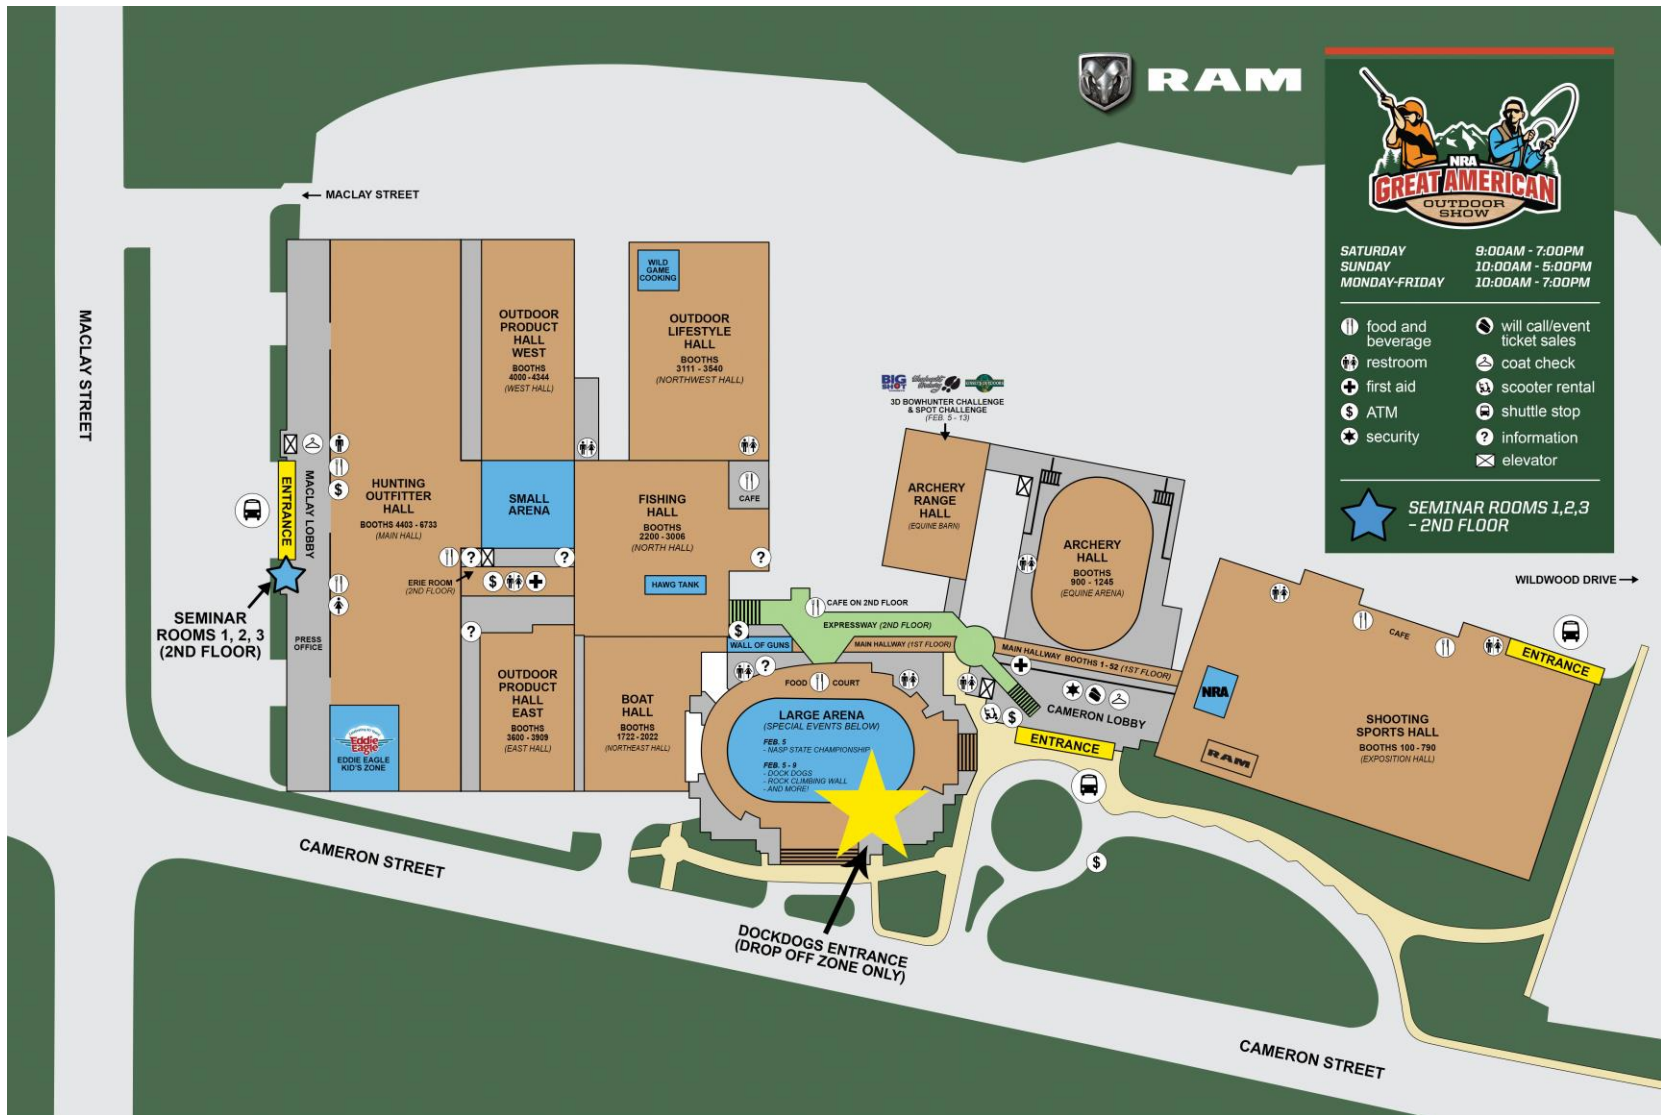 RAM
NRA
GREAT AMERICAN
OUTDOOR
SHOW
SATURDAY 9:00AM - 7:00PM
SUNDAY 10:00AM - 5:00PM
MONDAY-FRIDAY 10:00AM - 7:00PM
food and
beverage
restroom
first aid
$ ATM
security
will call/event
ticket sales
coat check
scooter rental
shuttle stop
? information
elevator
SEMINAR ROOMS 1,2,3
- 2ND FLOOR
WILDWOOD DRIVE →
← MACLAY STREET
MACLAY STREET
WILD
GAME
COOKING
OUTDOOR
PRODUCT
HALL
WEST
BOOTHS
4000 - 4344
(WEST HALL)
OUTDOOR
LIFESTYLE
HALL
BOOTHS
3111 - 3540
(NORTHWEST HALL)
BIG
SHOT
3D BOWHUNTER CHALLENGE
& SPOT CHALLENGE
(FEB. 5 - 13)
ENTRANCE
MACLAY LOBBY
$
HUNTING
OUTFITTER
HALL
BOOTHS 4403 - 6733
(MAIN HALL)
SMALL
ARENA
FISHING
HALL
BOOTHS
2200 - 3006
(NORTH HALL)
CAFE
ARCHERY
RANGE
HALL
(EQUINE BARN)
ARCHERY
HALL
BOOTHS
900 - 1245
(EQUINE ARENA)
?
?
?
ERIE ROOM
(2ND FLOOR)
$
HAWG TANK
SEMINAR
ROOMS 1, 2, 3
(2ND FLOOR)
PRESS
OFFICE
?
CAFE ON 2ND FLOOR
EXPRESSWAY (2ND FLOOR)
$
WALL OF GUNS
MAIN HALLWAY (1ST FLOOR)
MAIN HALLWAY BOOTHS 1 - 52 (1ST FLOOR)
CAFE
ENTRANCE
OUTDOOR
PRODUCT
HALL
EAST
BOOTHS
3600 - 3909
(EAST HALL)
BOAT
HALL
BOOTHS
1722 - 2022
(NORTHEAST HALL)
?
FOOD COURT
LARGE ARENA
(SPECIAL EVENTS BELOW)
FEB. 5
- NASP STATE CHAMPIONSHIP
FEB. 5 - 9
- DOCK DOGS
- ROCK CLIMBING WALL
- AND MORE!
$
CAMERON LOBBY
ENTRANCE
NRA
RAM
SHOOTING
SPORTS HALL
BOOTHS 100 - 790
(EXPOSITION HALL)
Eddie
Eagle
EDDIE EAGLE
KID'S ZONE
$
CAMERON STREET
DOCKDOGS ENTRANCE
(DROP OFF ZONE ONLY)
CAMERON STREET